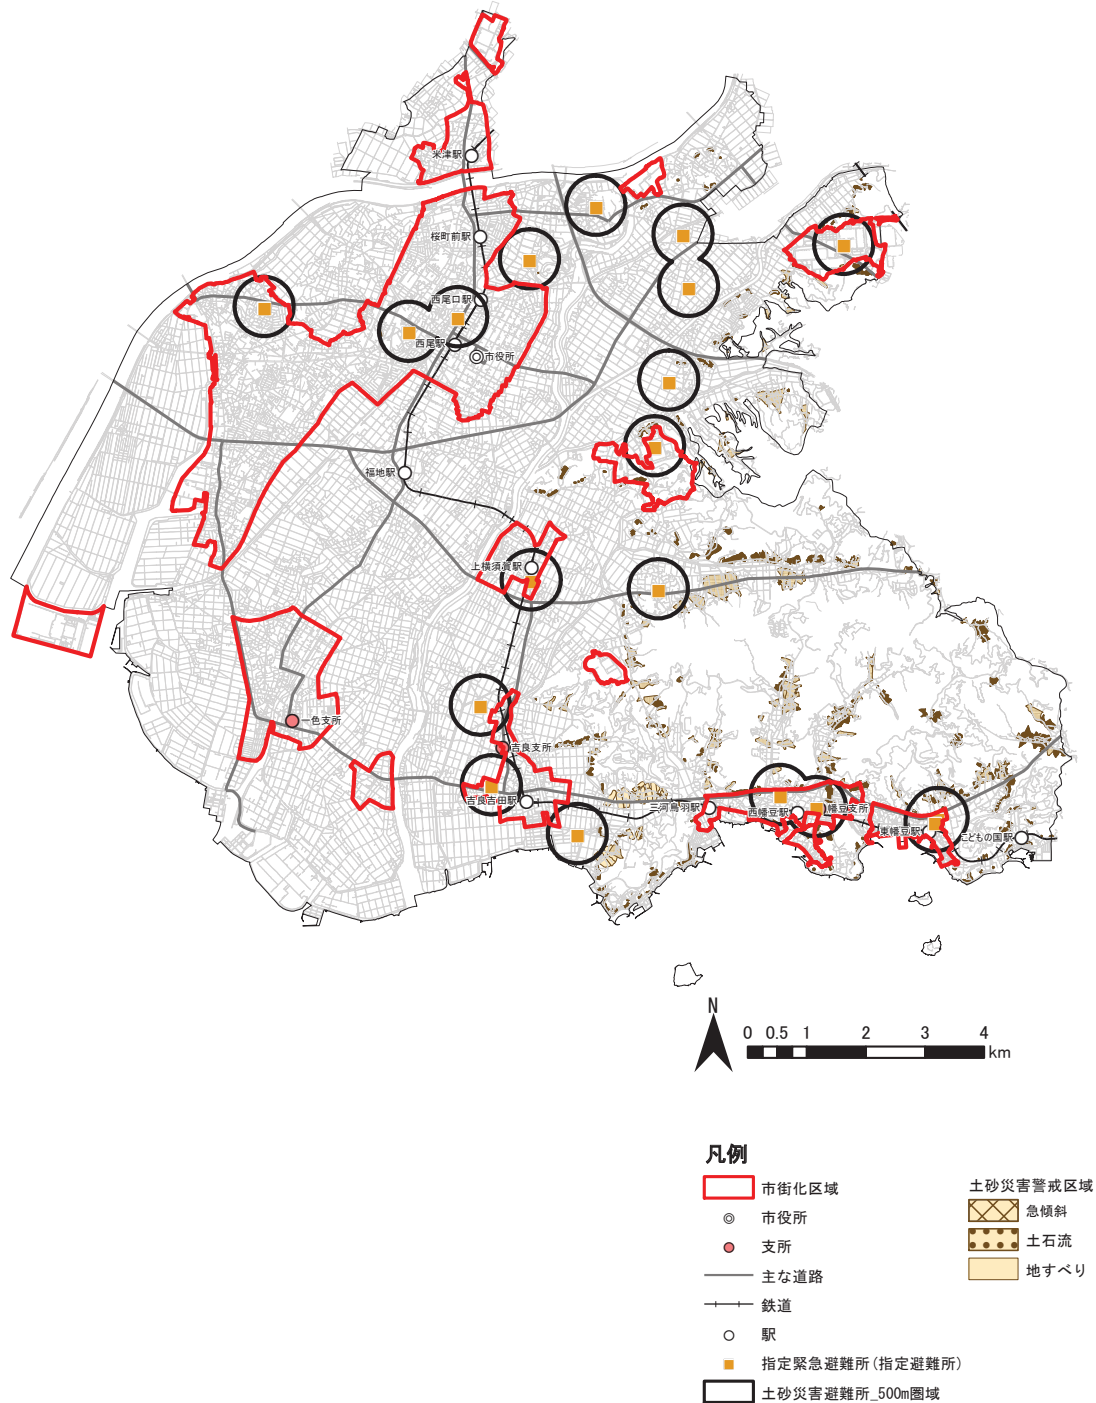 米津駅
桜町前駅
西尾口駅
西尾駅
市役所
福地駅
上横須賀駅
一色支所
吉良支所
吉良吉田駅
三河鳥羽駅
西幡豆駅
幡豆支所
東幡豆駅
こどもの国駅
N
0 0.5 1 2 3 4
km
凡例
市街化区域
市役所
支所
主な道路
鉄道
駅
指定緊急避難所(指定避難所)
土砂災害避難所_500m圏域
土砂災害警戒区域
急傾斜
土石流
地すべり